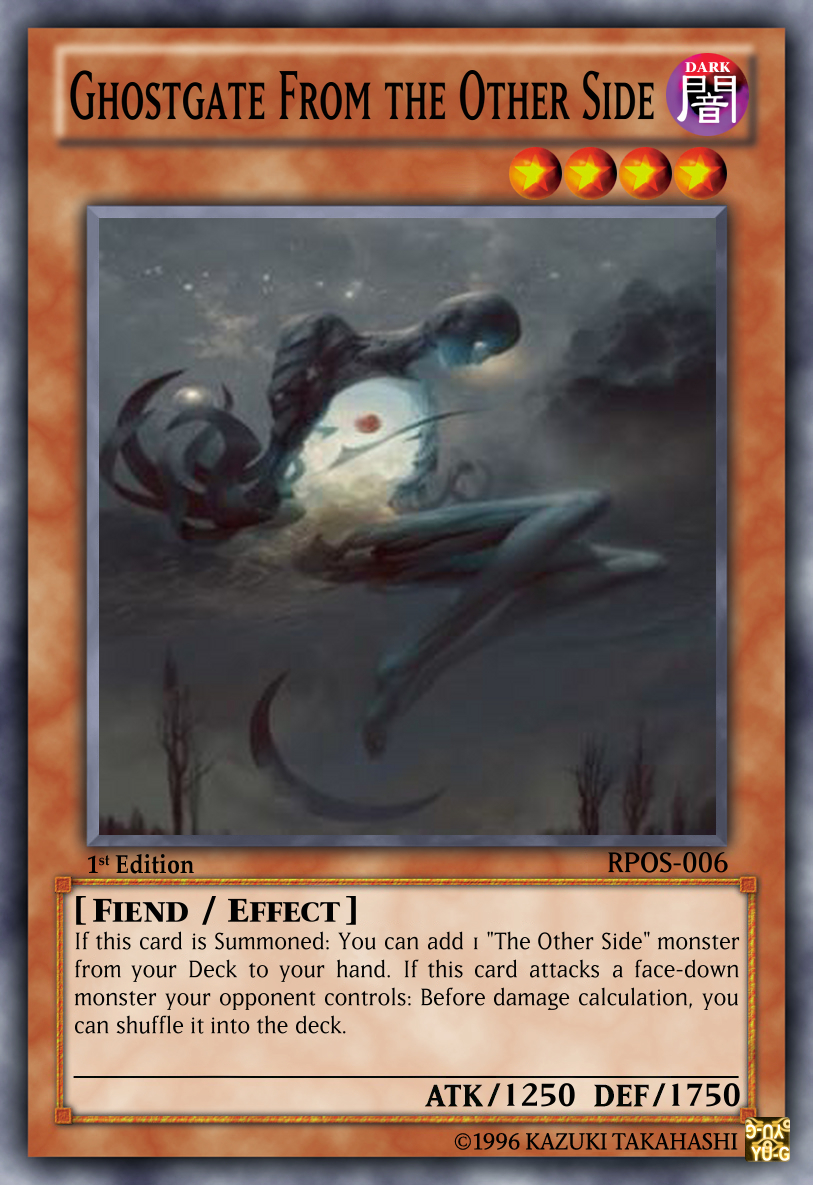 Ghostgate From the Other Side
DARK
闇
1st Edition
RPOS-006
[ Fiend / Effect ]
If this card is Summoned: You can add 1 "The Other Side" monster
from your Deck to your hand. If this card attacks a face-down
monster your opponent controls: Before damage calculation, you
can shuffle it into the deck.
ATK/1250 DEF/1750
©1996 KAZUKI TAKAHASHI